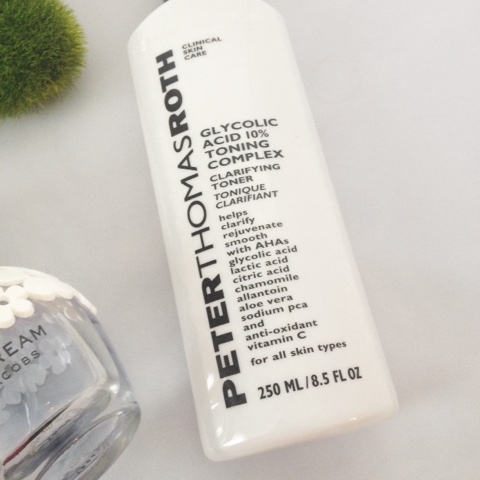 PETERTHOMASROTH
CLINICAL
SKIN
CARE
GLYCOLIC
ACID 10%
TONING
COMPLEX
CLARIFYING
TONER
TONIQUE
CLARIFIANT
helps
clarify
rejuvenate
smooth
with AHAs
glycolic acid
lactic acid
citric acid
chamomile
allantoin
aloe vera
sodium pca
and
anti-oxidant
vitamin C
for all skin types
250 ML/8.5 FL OZ
REAM
COBS